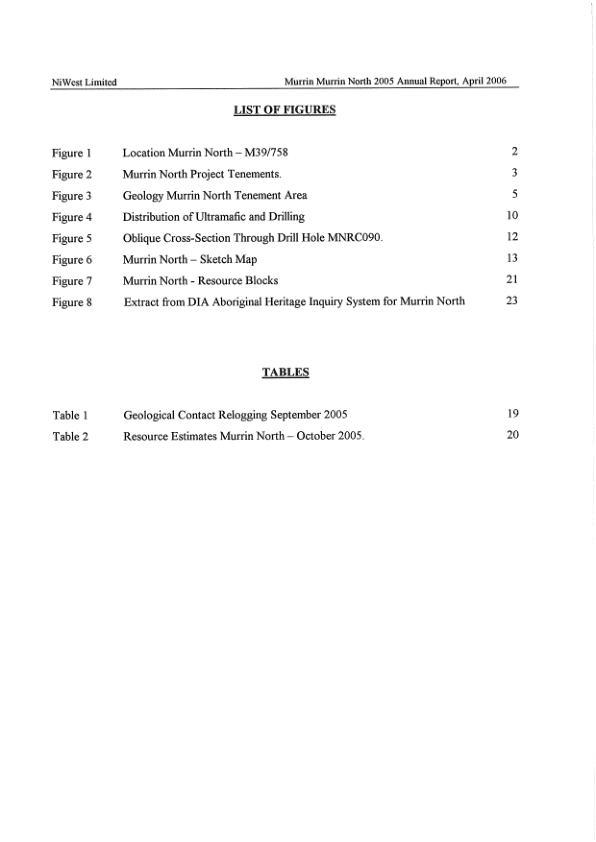 NiWest Limited Murrin Murrin North 2005 Annual Report, April 2006
LIST OF FIGURES
Figure 1 Location Murrin North – M39/758 2
Figure 2 Murrin North Project Tenements. 3
Figure 3 Geology Murrin North Tenement Area 5
Figure 4 Distribution of Ultramafic and Drilling 10
Figure 5 Oblique Cross-Section Through Drill Hole MNRC090. 12
Figure 6 Murrin North – Sketch Map 13
Figure 7 Murrin North - Resource Blocks 21
Figure 8 Extract from DIA Aboriginal Heritage Inquiry System for Murrin North 23
TABLES
Table 1 Geological Contact Relogging September 2005 19
Table 2 Resource Estimates Murrin North – October 2005. 20